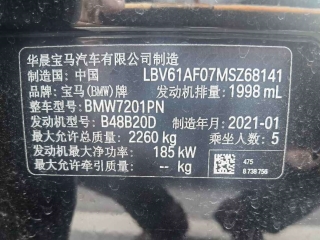 华晨宝马汽车有限公司制造
制造国：中国 LBV61AF07MSZ68141
品牌：宝马(BMW)牌 发动机排量：1998 mL
整车型号：BMW7201PN
发动机型号：B48B20D 制造年月：2021-01
最大允许总质量：2260 kg 乘坐人数：5
发动机最大净功率：185 kW
最大允许牵引质量：-- kg
475
8 738 756